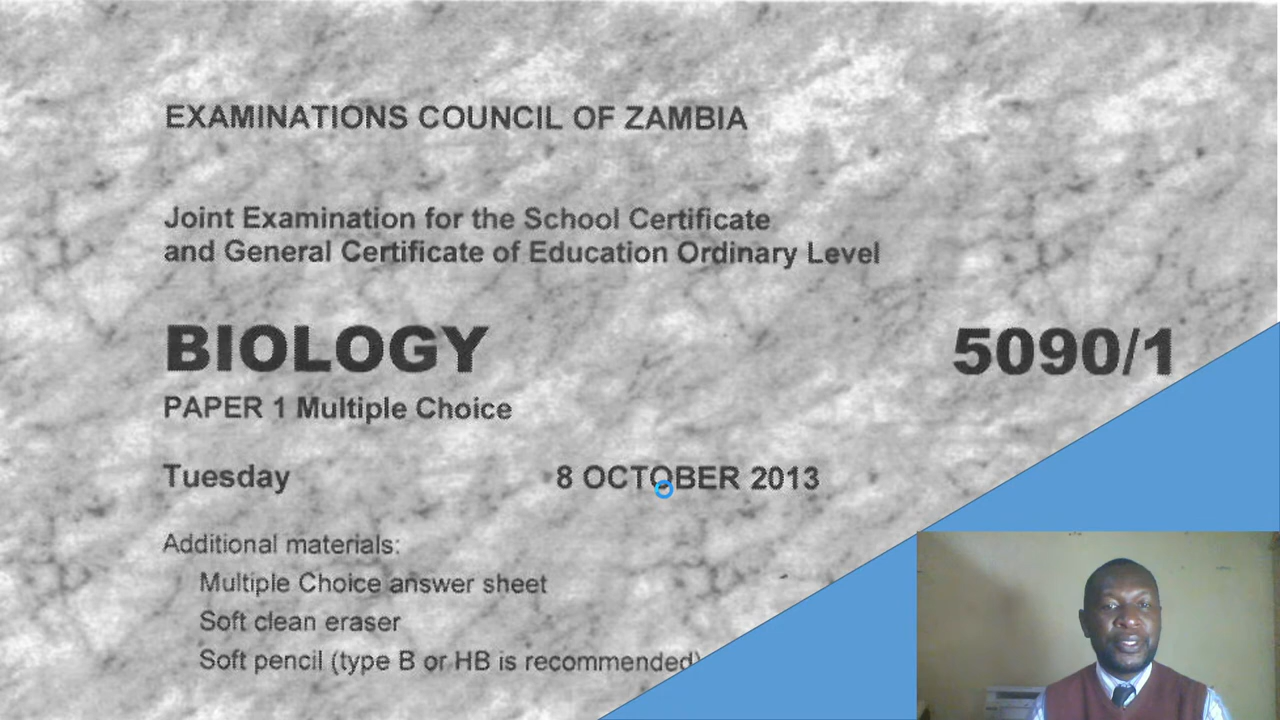 EXAMINATIONS COUNCIL OF ZAMBIA
Joint Examination for the School Certificate
and General Certificate of Education Ordinary Level
BIOLOGY 5090/1
PAPER 1 Multiple Choice
Tuesday 8 OCTOBER 2013
Additional materials:
Multiple Choice answer sheet
Soft clean eraser
Soft pencil (type B or HB is recommended)